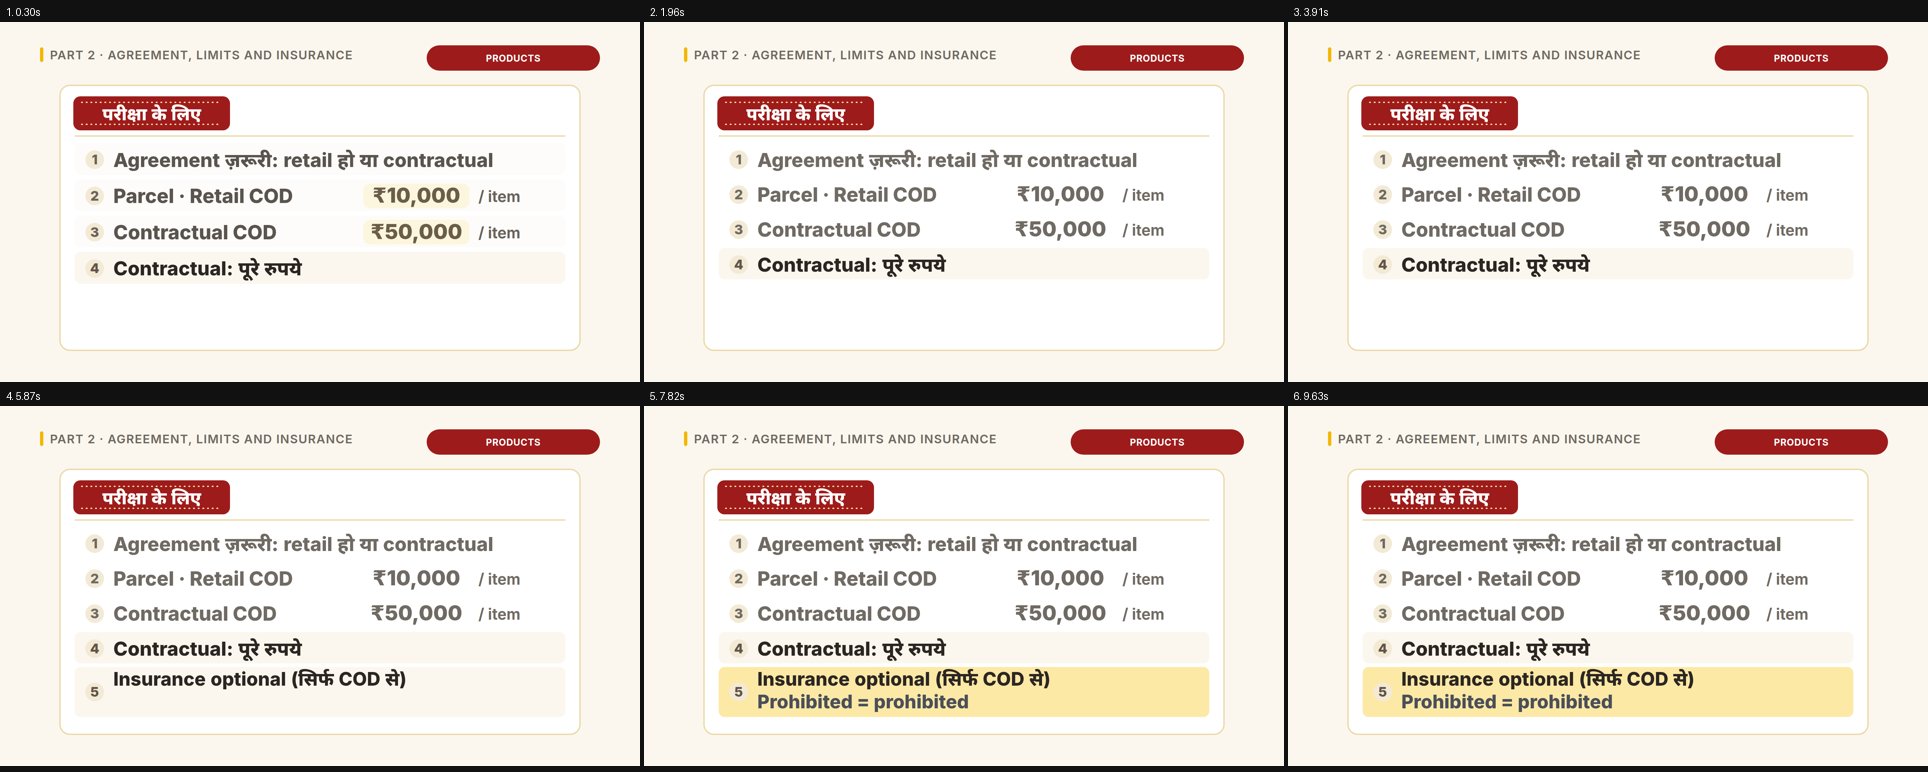 1. 0.30s
PART 2 · AGREEMENT, LIMITS AND INSURANCE
PRODUCTS
परीक्षा के लिए
1 Agreement ज़रूरी: retail हो या contractual
2 Parcel · Retail COD ₹10,000 / item
3 Contractual COD ₹50,000 / item
4 Contractual: पूरे रुपये
2. 1.96s
PART 2 · AGREEMENT, LIMITS AND INSURANCE
PRODUCTS
परीक्षा के लिए
1 Agreement ज़रूरी: retail हो या contractual
2 Parcel · Retail COD ₹10,000 / item
3 Contractual COD ₹50,000 / item
4 Contractual: पूरे रुपये
3. 3.91s
PART 2 · AGREEMENT, LIMITS AND INSURANCE
PRODUCTS
परीक्षा के लिए
1 Agreement ज़रूरी: retail हो या contractual
2 Parcel · Retail COD ₹10,000 / item
3 Contractual COD ₹50,000 / item
4 Contractual: पूरे रुपये
4. 5.87s
PART 2 · AGREEMENT, LIMITS AND INSURANCE
PRODUCTS
परीक्षा के लिए
1 Agreement ज़रूरी: retail हो या contractual
2 Parcel · Retail COD ₹10,000 / item
3 Contractual COD ₹50,000 / item
4 Contractual: पूरे रुपये
5 Insurance optional (सिर्फ COD से)
5. 7.82s
PART 2 · AGREEMENT, LIMITS AND INSURANCE
PRODUCTS
परीक्षा के लिए
1 Agreement ज़रूरी: retail हो या contractual
2 Parcel · Retail COD ₹10,000 / item
3 Contractual COD ₹50,000 / item
4 Contractual: पूरे रुपये
5 Insurance optional (सिर्फ COD से)
Prohibited = prohibited
6. 9.63s
PART 2 · AGREEMENT, LIMITS AND INSURANCE
PRODUCTS
परीक्षा के लिए
1 Agreement ज़रूरी: retail हो या contractual
2 Parcel · Retail COD ₹10,000 / item
3 Contractual COD ₹50,000 / item
4 Contractual: पूरे रुपये
5 Insurance optional (सिर्फ COD से)
Prohibited = prohibited